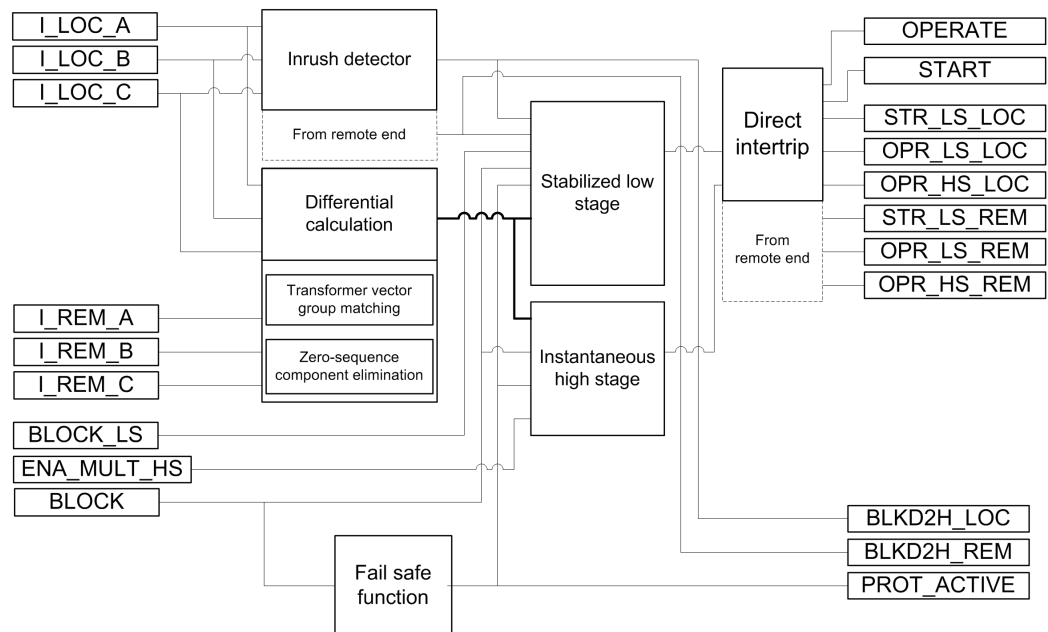 I_LOC_A
I_LOC_B
I_LOC_C
Inrush detector
From remote end
Differential
calculation
Transformer vector
group matching
Zero-sequence
component elimination
I_REM_A
I_REM_B
I_REM_C
BLOCK_LS
ENA_MULT_HS
BLOCK
Fail safe
function
Stabilized low
stage
Instantaneous
high stage
Direct
intertrip
From
remote end
OPERATE
START
STR_LS_LOC
OPR_LS_LOC
OPR_HS_LOC
STR_LS_REM
OPR_LS_REM
OPR_HS_REM
BLKD2H_LOC
BLKD2H_REM
PROT_ACTIVE